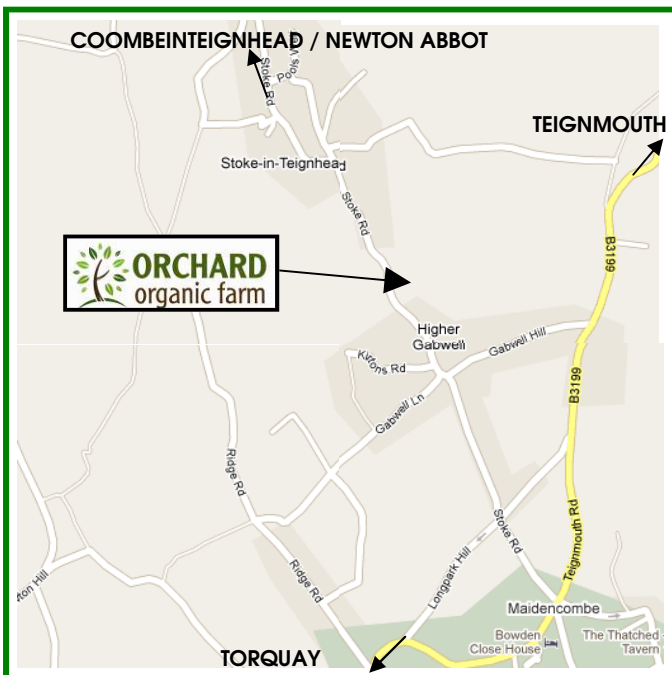 COOMBEINTEIGNHEAD / NEWTON ABBOT
Stoke Rd
Pools
TEIGNMOUTH
Stoke-in-Teignhead
Stoke Rd
B3199
ORCHARD
organic farm
Higher
Gabwell
Gabwell Hill
Kiltons Rd
B3199
Gabwell Ln
Ridge Rd
Stoke Rd
Teignmouth Rd
Longpark Hill
Ridge Rd
Hill
Maidencombe
Bowden
Close House
The Thatched
Tavern
TORQUAY